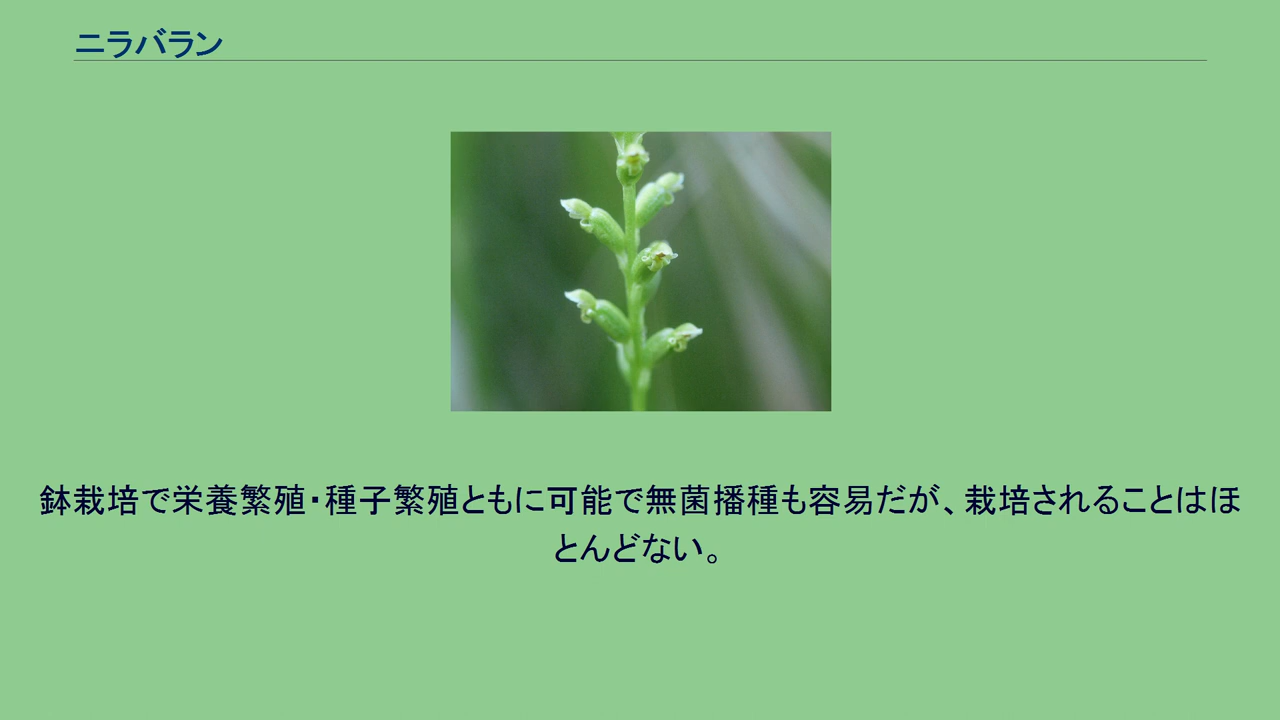 ニラバラン
鉢栽培で栄養繁殖・種子繁殖ともに可能で無菌播種も容易だが、栽培されることはほ
とんどない。